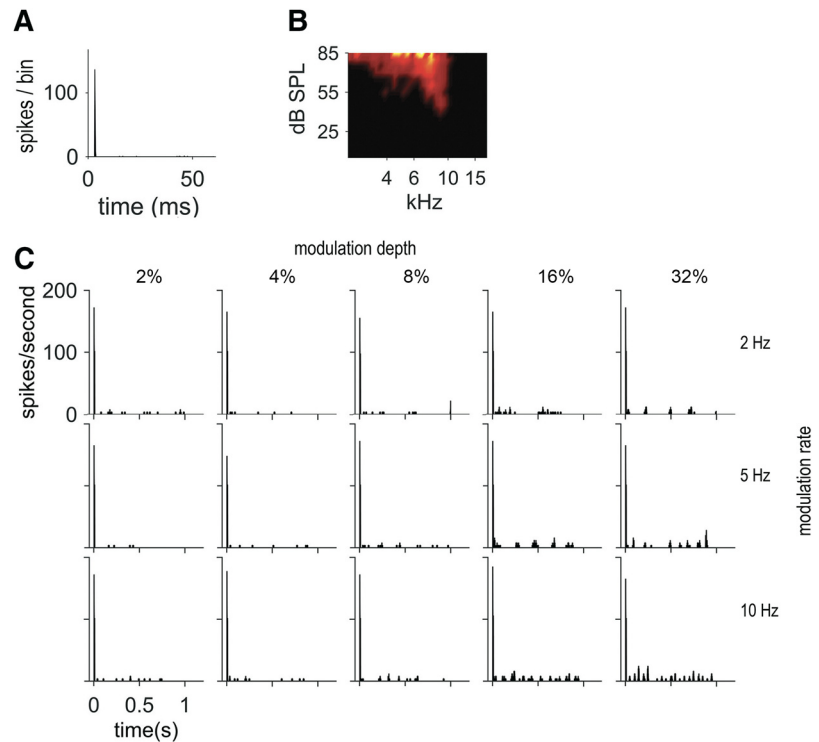 A
B
spikes / bin
100
0
0 50
time (ms)
dB SPL
85
55
25
4 6 10 15
kHz
C
modulation depth
2% 4% 8% 16% 32%
spikes/second
200
100
0
2 Hz
5 Hz
10 Hz
modulation rate
0 0.5 1
time(s)